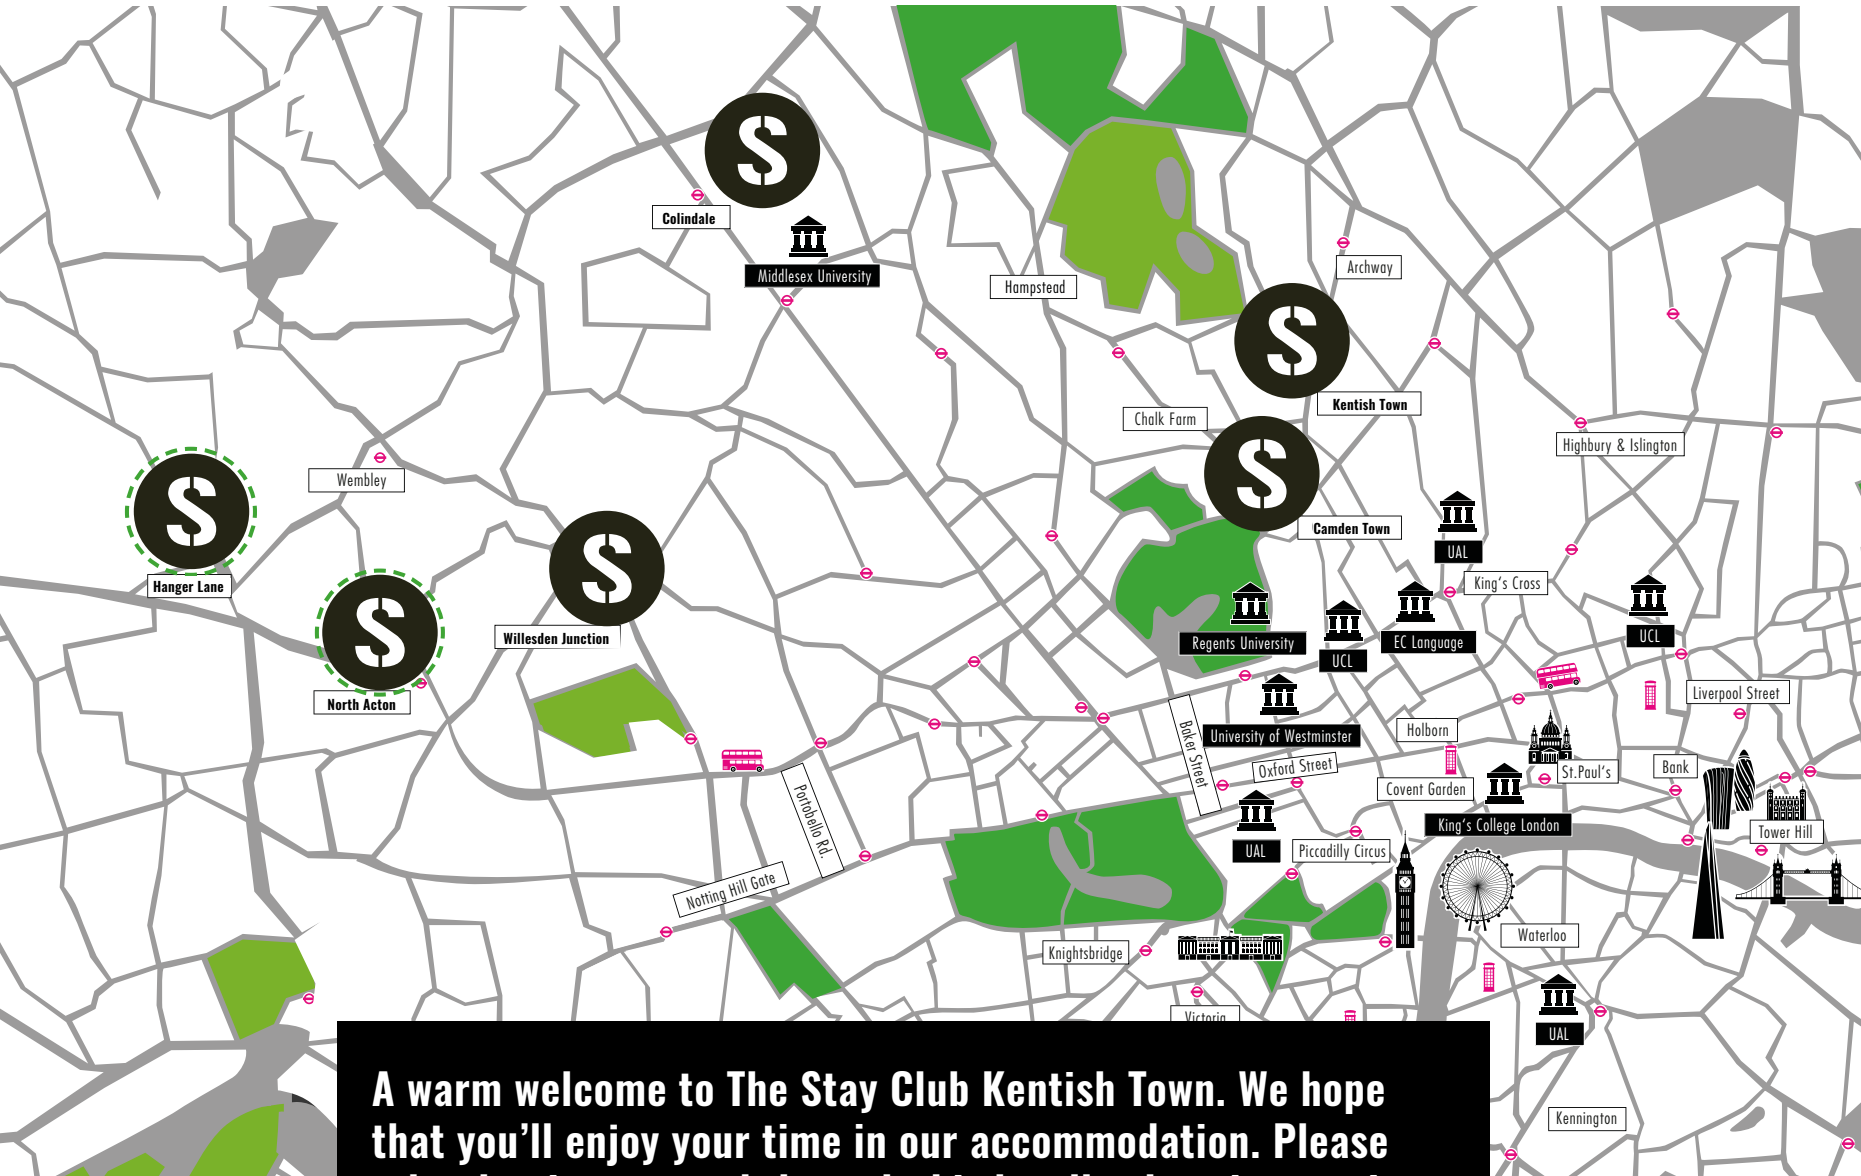 Colindale
Middlesex University
Archway
Hampstead
Kentish Town
Chalk Farm
Highbury & Islington
Wembley
Camden Town
UAL
Hanger Lane
King's Cross
Willesden Junction
Regents University
UCL
EC Language
UCL
North Acton
Liverpool Street
Baker Street
University of Westminster
Holborn
Oxford Street
St.Paul's
Bank
Covent Garden
Portobello Rd.
King's College London
Tower Hill
UAL
Piccadilly Circus
Notting Hill Gate
Knightsbridge
Waterloo
Victoria
UAL
Kennington
A warm welcome to The Stay Club Kentish Town. We hope
that you’ll enjoy your time in our accommodation. Please